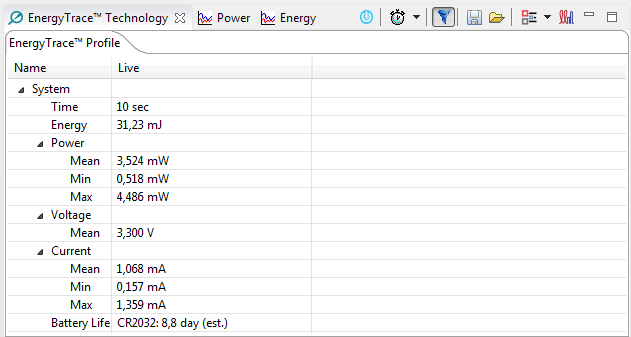 EnergyTrace™ Technology Power Energy
EnergyTrace™ Profile
Name Live
System
Time 10 sec
Energy 31,23 mJ
Power
Mean 3,524 mW
Min 0,518 mW
Max 4,486 mW
Voltage
Mean 3,300 V
Current
Mean 1,068 mA
Min 0,157 mA
Max 1,359 mA
Battery Life CR2032: 8,8 day (est.)